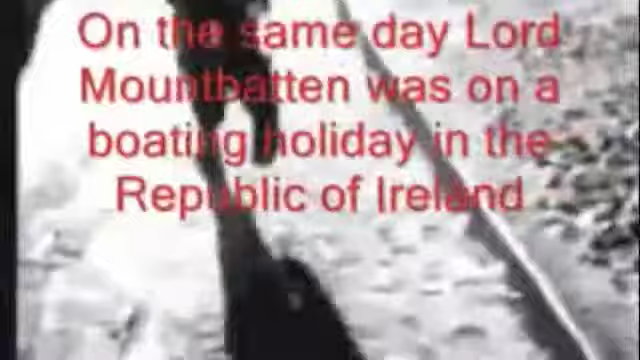 On the same day Lord
Mountbatten was on a
boating holiday in the
Republic of Ireland